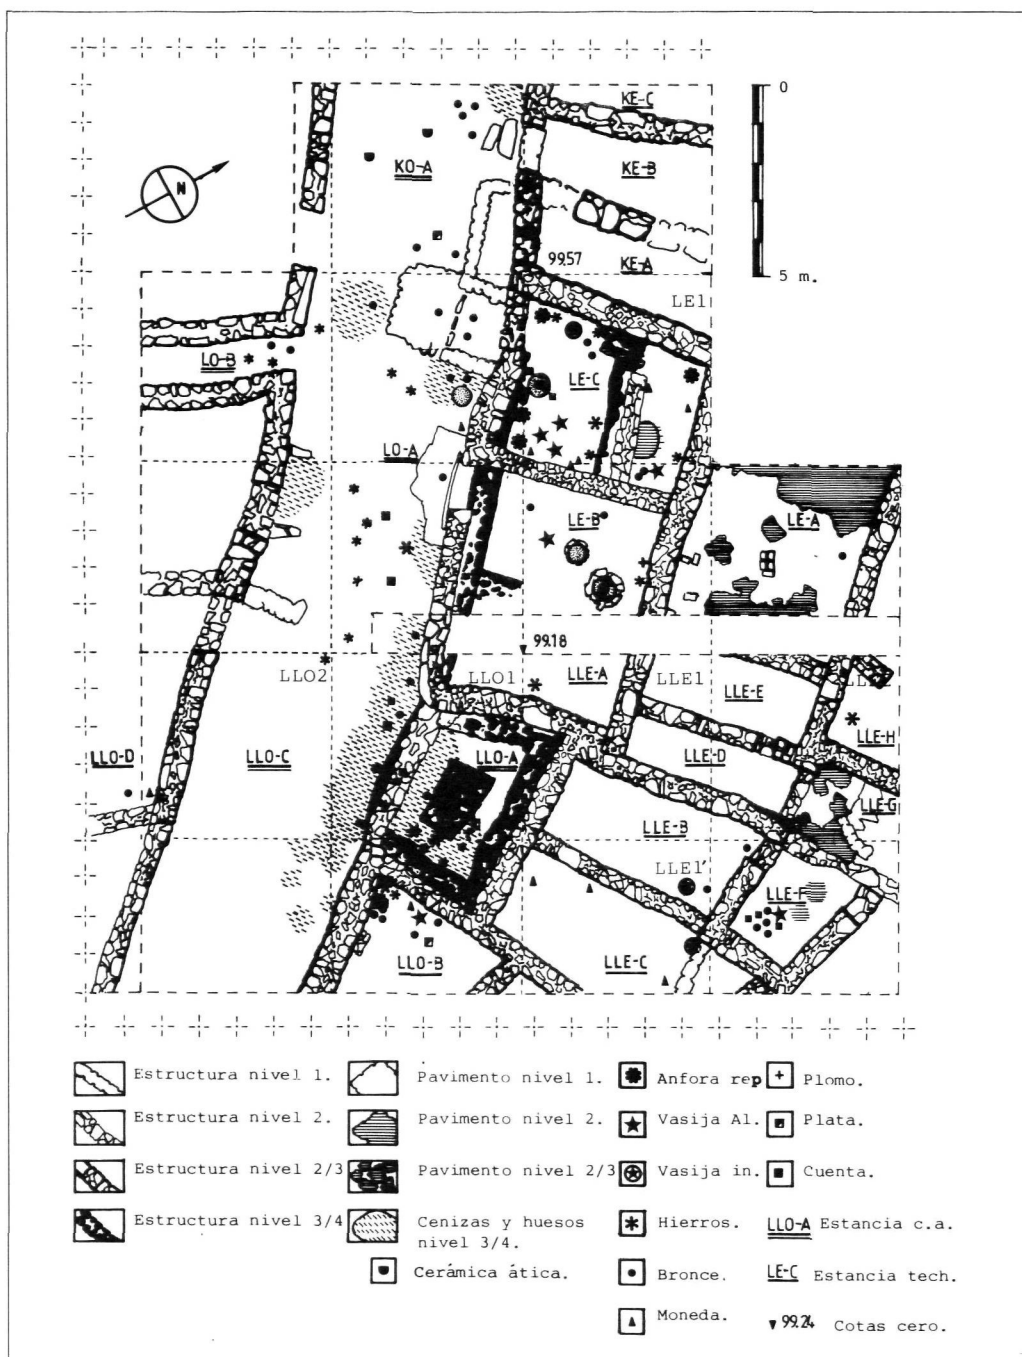 KE-C
0
N
KO-A
KE-B
99.57
KE-A
5 m.
LE1
LO-B
LE-C
LO-A
LE-B
LE-A
99.18
LLO2
LLO1
LLE-A
LLE1
LLE-E
LLO-D
LLO-C
LLO-A
LLE-D
LLE-H
LLE-G
LLE-B
LLE1'
LLE-F
LLO-B
LLE-C
Estructura nivel 1.
Pavimento nivel 1.
Anfora rep
Plomo.
Estructura nivel 2.
Pavimento nivel 2.
Vasija Al.
Plata.
Estructura nivel 2/3
Pavimento nivel 2/3
Vasija in.
Cuenta.
Estructura nivel 3/4
Cenizas y huesos
nivel 3/4.
Hierros.
LLO-A Estancia c.a.
Cerámica ática.
Bronce.
LE-C Estancia tech.
Moneda.
99.24 Cotas cero.